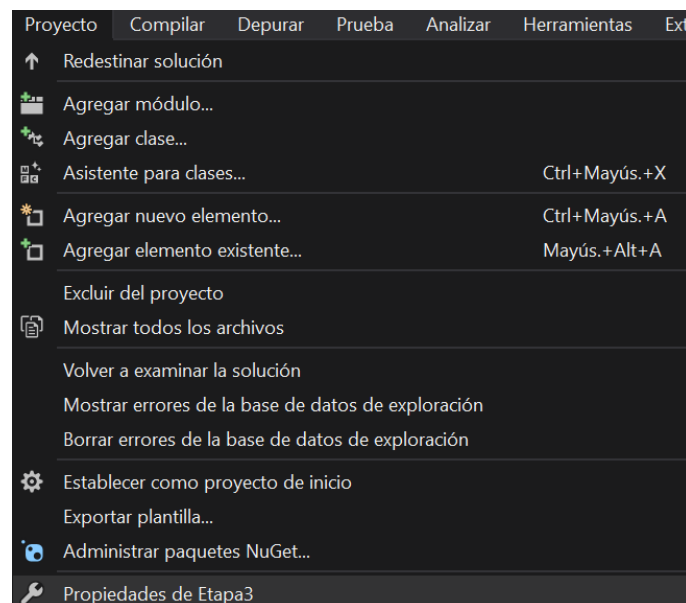 Proyecto Compilar Depurar Prueba Analizar Herramientas Ext
Redestinar solución
Agregar módulo...
Agregar clase...
Asistente para clases... Ctrl+Mayús.+X
Agregar nuevo elemento... Ctrl+Mayús.+A
Agregar elemento existente... Mayús.+Alt+A
Excluir del proyecto
Mostrar todos los archivos
Volver a examinar la solución
Mostrar errores de la base de datos de exploración
Borrar errores de la base de datos de exploración
Establecer como proyecto de inicio
Exportar plantilla...
Administrar paquetes NuGet...
Propiedades de Etapa3